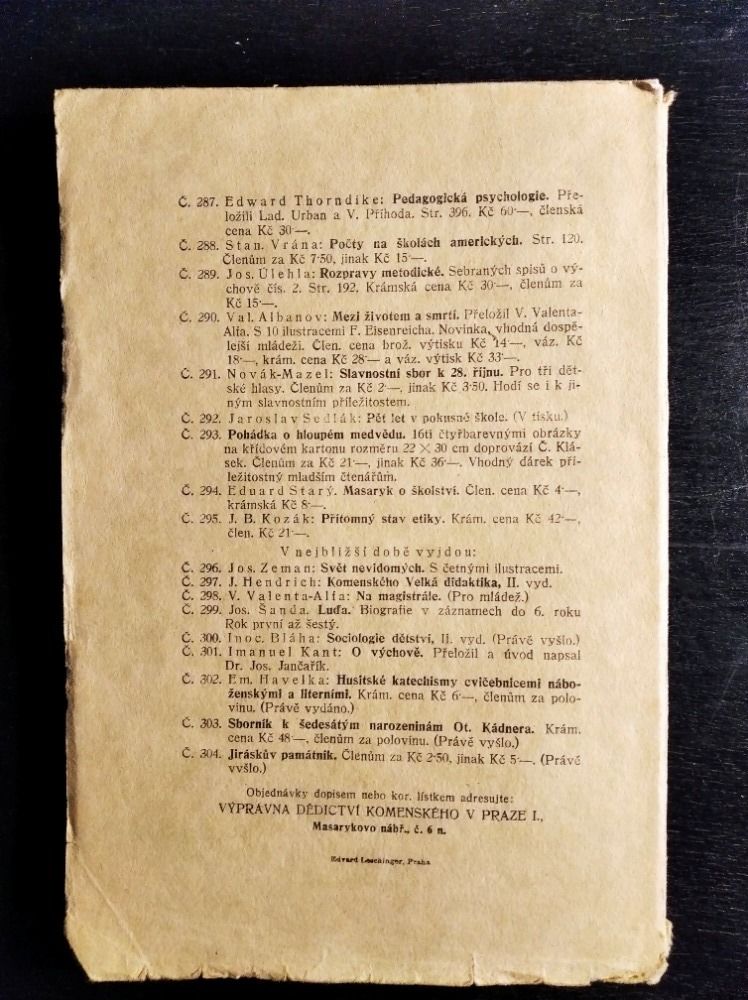 Č. 287. Edward Thorndike: Pedagogická psychologie. Pře-
ložili Lad. Urban a V. Příhoda. Str. 396. Kč 60·—, členská
cena Kč 30·—.
Č. 288. Stan. Vrána: Počty na školách amerických. Str. 120.
Členům za Kč 7·50, jinak Kč 15·—.
Č. 289. Jos. Úlehla: Rozpravy metodické. Sebraných spisů o vý-
chově čís. 2. Str. 192. Krámská cena Kč 30·—, členům za
Kč 15·—.
Č. 290. Val. Albanov: Mezi životem a smrtí. Přeložil V. Valenta-
Alfa. S 10 ilustracemi F. Eisenreicha. Novinka, vhodná dospě-
lejší mládeži. Člen. cena brož. výtisku Kč 14·—, váz. Kč
18·—, krám. cena Kč 28·— a váz. výtisk Kč 33·—.
Č. 291. Novák-Mazel: Slavnostní sbor k 28. říjnu. Pro tři dět-
ské hlasy. Členům za Kč 2·—, jinak Kč 3·50. Hodí se i k ji-
ným slavnostním příležitostem.
Č. 292. Jaroslav Sedlák: Pět let v pokusné škole. (V tisku.)
Č. 293. Pohádka o hloupém medvědu. 16ti čtyřbarevnými obrázky
na křídovém kartonu rozměru 22 × 30 cm doprovází Č. Klá-
sek. Členům za Kč 21·—, jinak Kč 36·—. Vhodný dárek pří-
ležitostný mladším čtenářům.
Č. 294. Eduard Starý. Masaryk o školství. Člen. cena Kč 4·—,
krámská Kč 8·—.
Č. 295. J. B. Kozák: Přítomný stav etiky. Krám. cena Kč 42·—,
člen. Kč 21·—.
V nejbližší době vyjdou:
Č. 296. Jos. Zeman: Svět nevidomých. S četnými ilustracemi.
Č. 297. J. Hendrich: Komenského Velká didaktika, II. vyd.
Č. 298. V. Valenta-Alfa: Na magistrále. (Pro mládež.)
Č. 299. Jos. Šanda. Luďa. Biografie v záznamech do 6. roku
Rok první až šestý.
Č. 300. Inoc. Bláha: Sociologie dětství, II. vyd. (Právě vyšlo.)
Č. 301. Imanuel Kant: O výchově. Přeložil a úvod napsal
Dr. Jos. Jančařík.
Č. 302. Em. Havelka: Husitské katechismy cvičebnicemi nábo-
ženskými a literními. Krám. cena Kč 6·—, členům za polo-
vinu. (Právě vydáno.)
Č. 303. Sborník k šedesátým narozeninám Ot. Kádnera. Krám.
cena Kč 48·—, členům za polovinu. (Právě vyšlo.)
Č. 304. Jiráskův památník. Členům za Kč 2·50, jinak Kč 5·—. (Právě
vyšlo.)
Objednávky dopisem nebo kor. lístkem adresujte:
VÝPRAVNA DĚDICTVÍ KOMENSKÉHO V PRAZE I.,
Masarykovo nábř., č. 6 n.
Edvard Leschinger, Praha